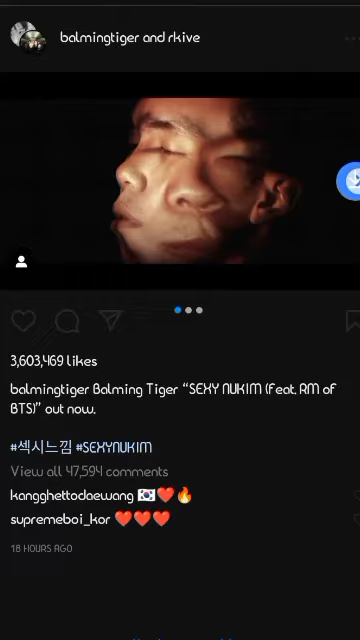 balmingtiger and rkive
3,603,469 likes
balmingtiger Balming Tiger “SEXY NUKIM (Feat. RM of
BTS)” out now.
#섹시느낌 #SEXYNUKIM
View all 47,594 comments
kangghettodaewang 🇰🇷❤️🔥
supremeboi_kor ❤️❤️❤️
18 HOURS AGO